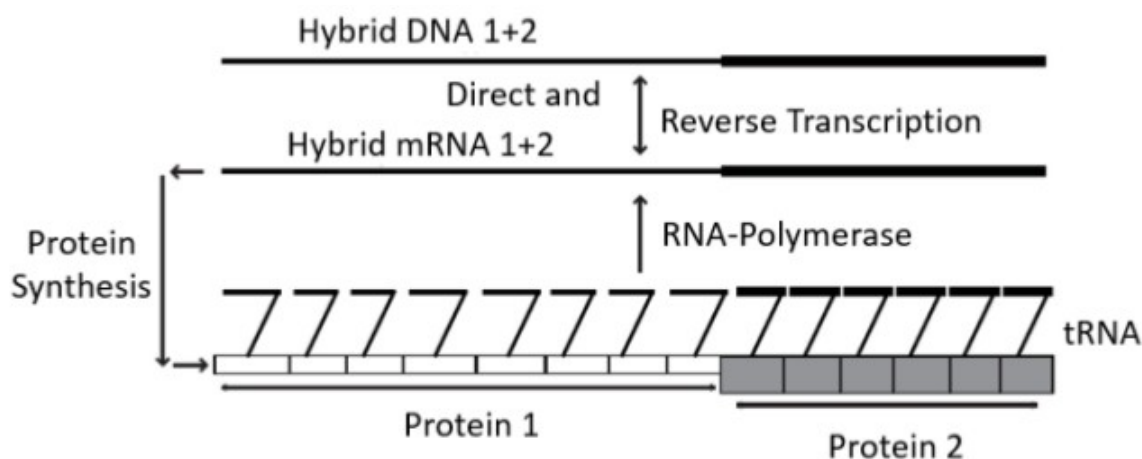 Hybrid DNA 1+2
Direct and
Reverse Transcription
Hybrid mRNA 1+2
Protein
Synthesis
RNA-Polymerase
tRNA
Protein 1
Protein 2